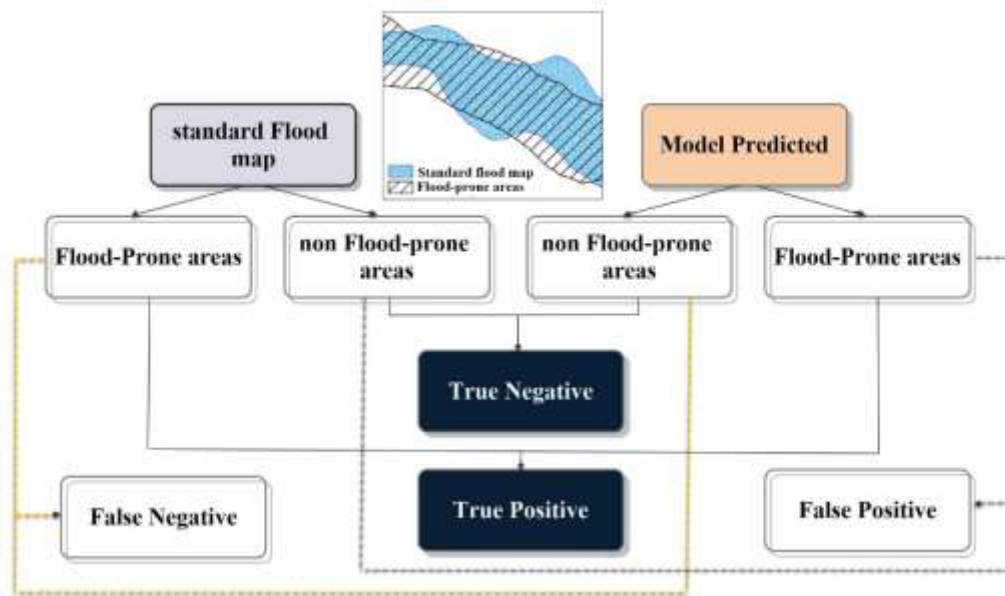 standard Flood
map
Standard flood map
Flood-prone areas
Model Predicted
Flood-Prone areas
non Flood-prone
areas
non Flood-prone
areas
Flood-Prone areas
True Negative
False Negative
True Positive
False Positive